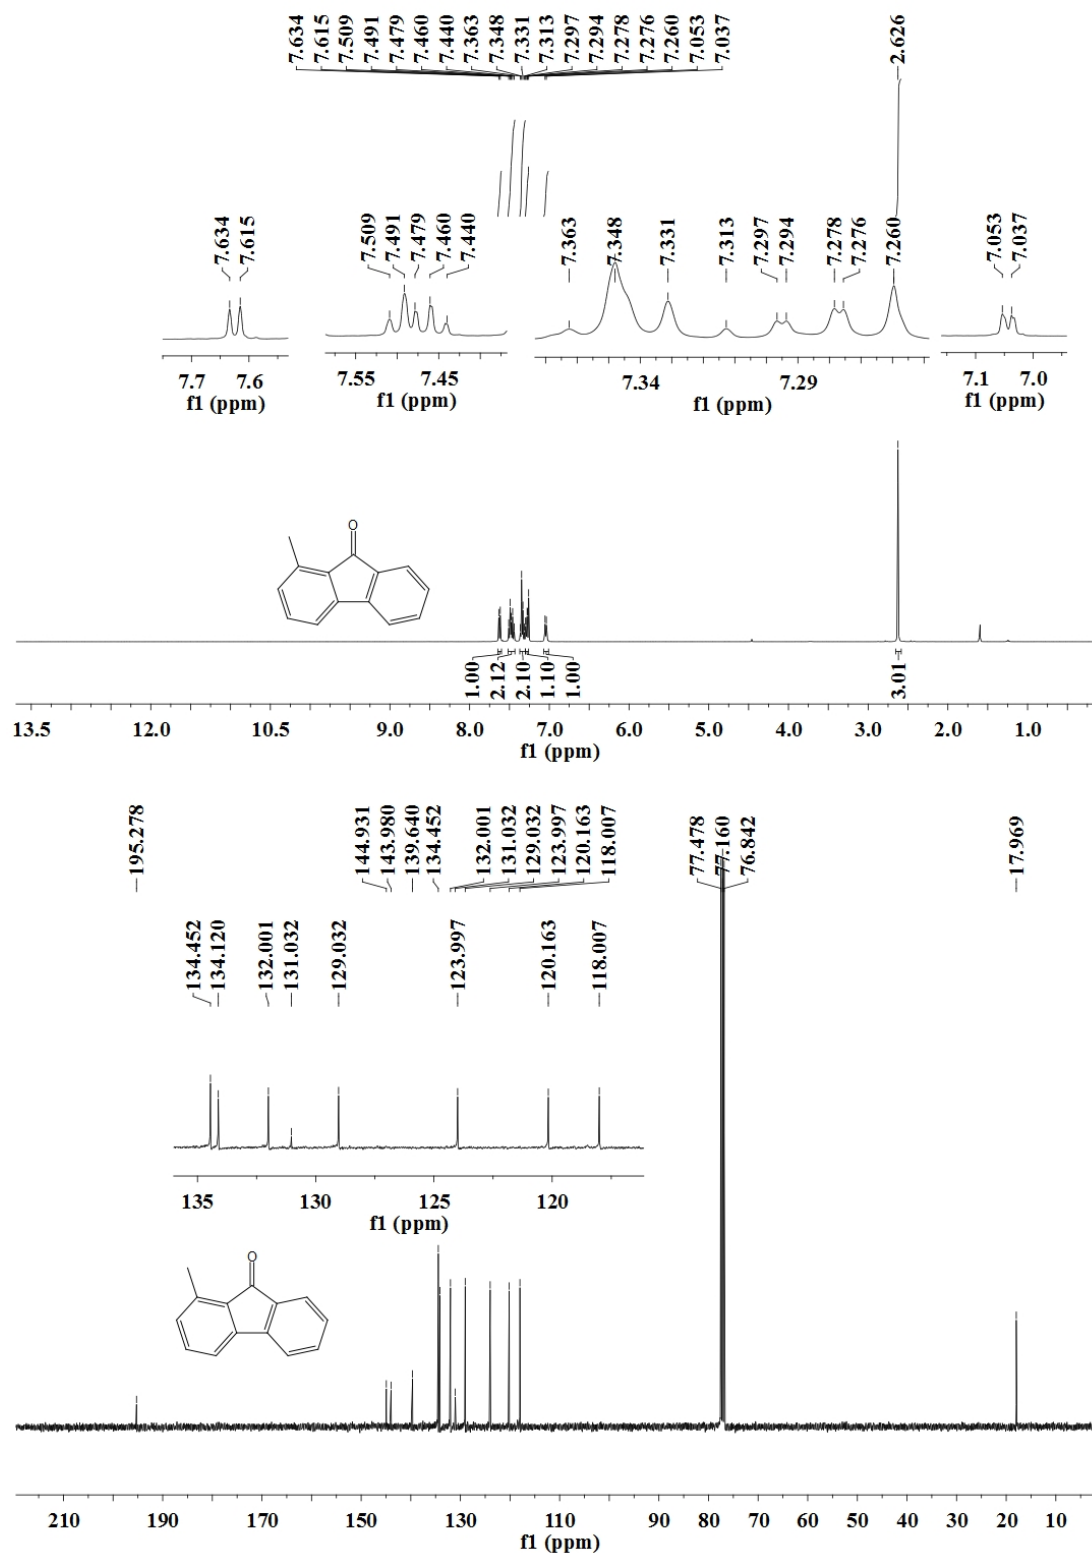 7.634 7.615 7.509 7.491 7.479 7.460 7.440 7.363 7.348 7.331 7.313 7.297 7.294 7.278 7.276 7.260 7.053 7.037 2.626
7.634 7.615 7.509 7.491 7.479 7.460 7.440 7.363 7.348 7.331 7.313 7.297 7.294 7.278 7.276 7.260 7.053 7.037
7.7 7.6 7.55 7.45 7.34 7.29 7.1 7.0
f1 (ppm) f1 (ppm) f1 (ppm) f1 (ppm)
O
1.00 2.12 2.10 1.10 1.00 3.01
13.5 12.0 10.5 9.0 8.0 7.0 6.0 5.0 4.0 3.0 2.0 1.0
f1 (ppm)
195.278 144.931 143.980 139.640 134.452 132.001 131.032 129.032 123.997 120.163 118.007 77.478 77.160 76.842 17.969
134.452 134.120 132.001 131.032 129.032 123.997 120.163 118.007
135 130 125 120
f1 (ppm)
O
210 190 170 150 130 110 90 80 70 60 50 40 30 20 10
f1 (ppm)